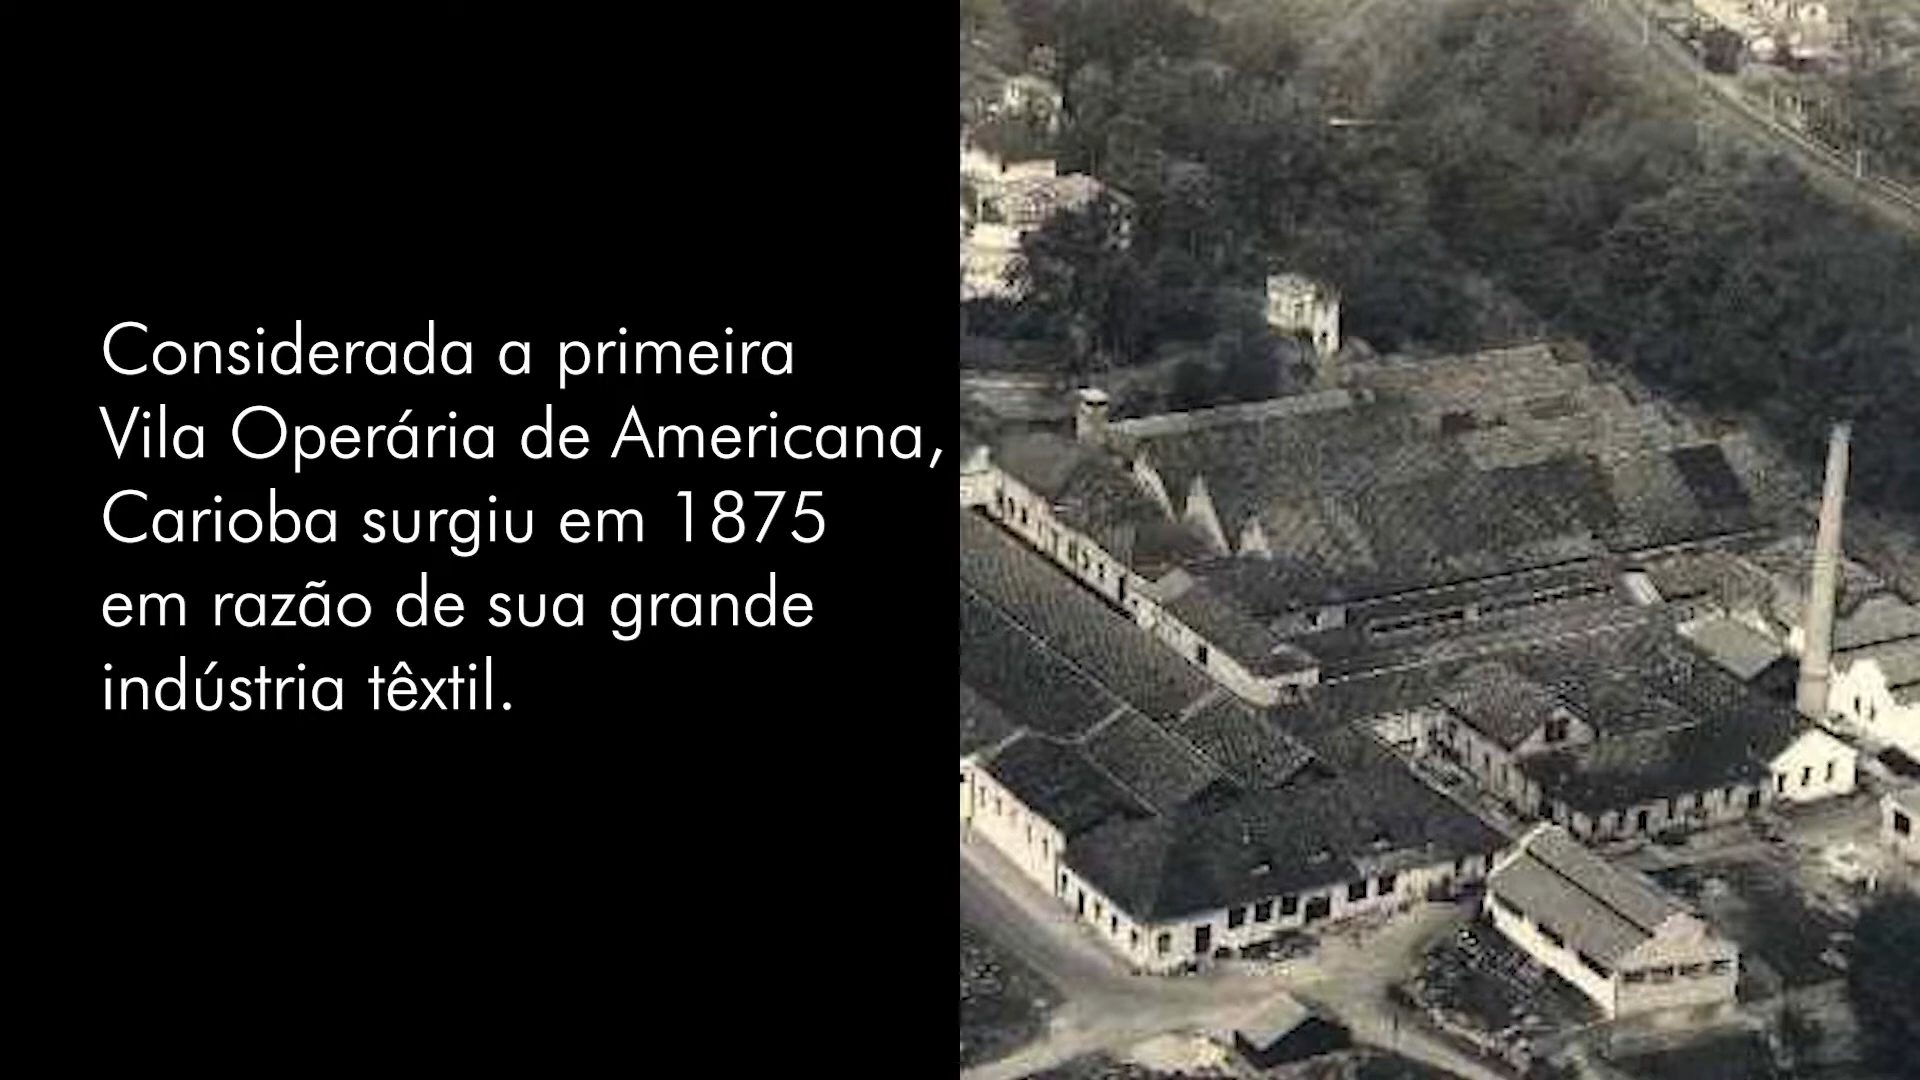 Considerada a primeira
Vila Operária de Americana,
Carioba surgiu em 1875
em razão de sua grande
indústria têxtil.